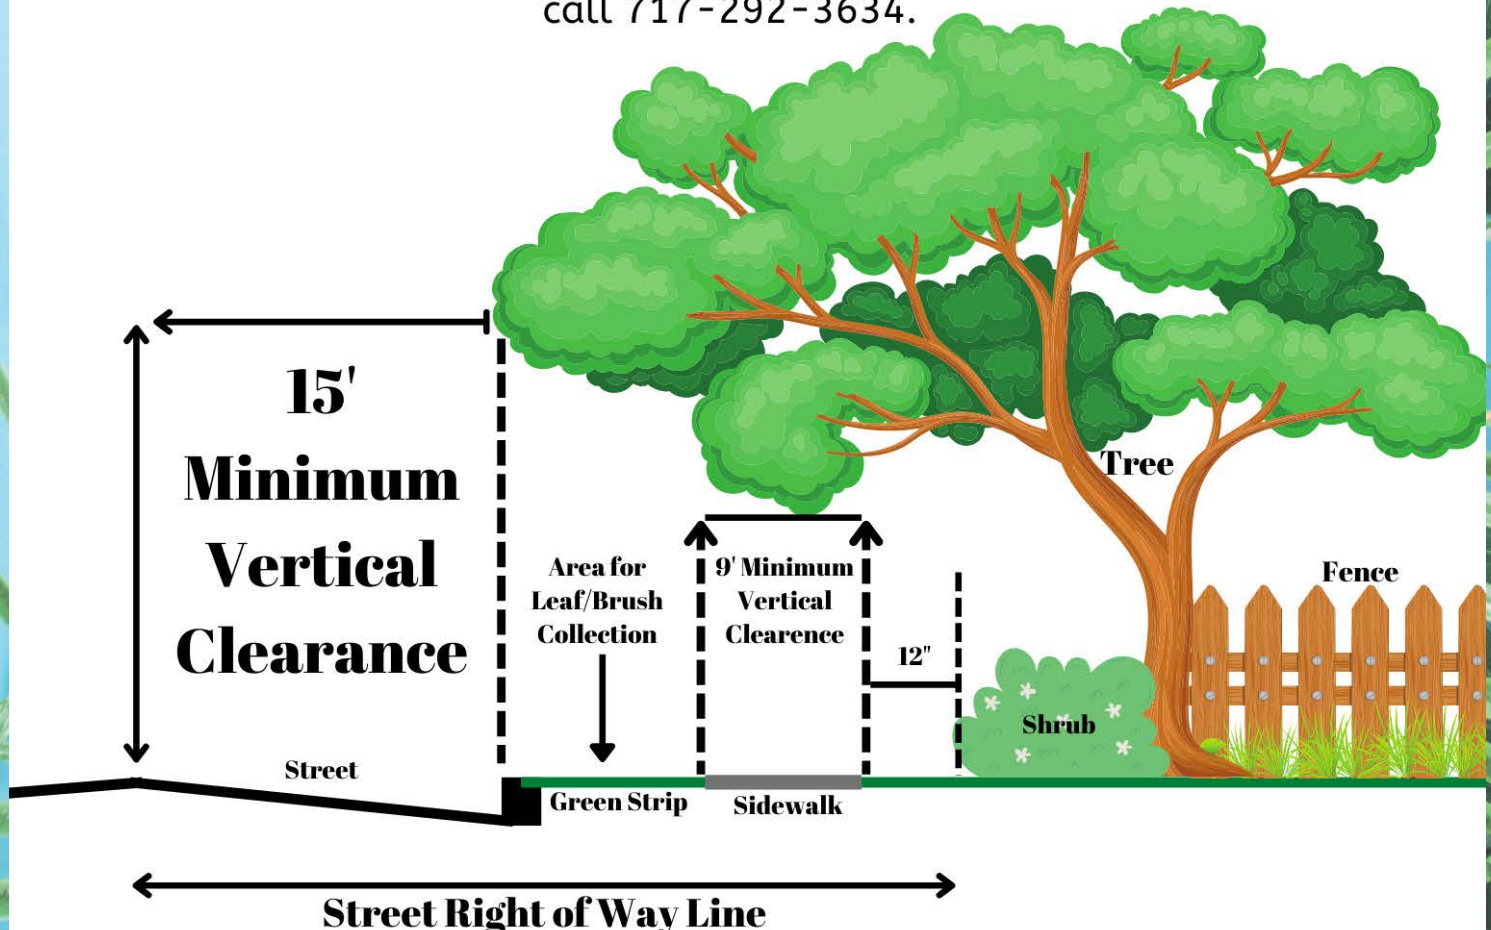 call 717-292-3634.
15'
Minimum
Vertical
Clearance
Area for
Leaf/Brush
Collection
9' Minimum
Vertical
Clearence
12"
Tree
Fence
Shrub
Street
Green Strip
Sidewalk
Street Right of Way Line